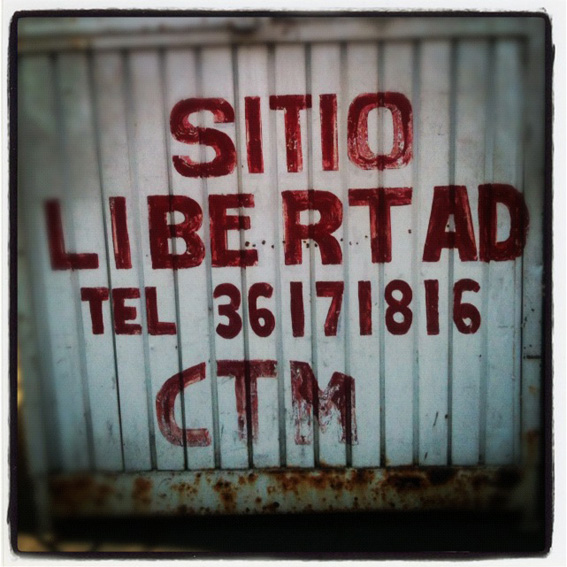 SITIO
LIBERTAD
TEL 36171816
CTM